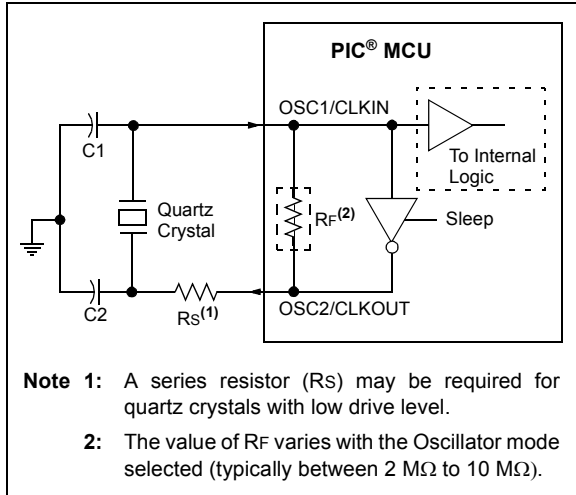 PIC® MCU
OSC1/CLKIN
C1
To Internal
Logic
Quartz
Crystal
RF(2)
Sleep
C2
RS(1)
OSC2/CLKOUT
Note 1: A series resistor (RS) may be required for
quartz crystals with low drive level.
2: The value of RF varies with the Oscillator mode
selected (typically between 2 MΩ to 10 MΩ).